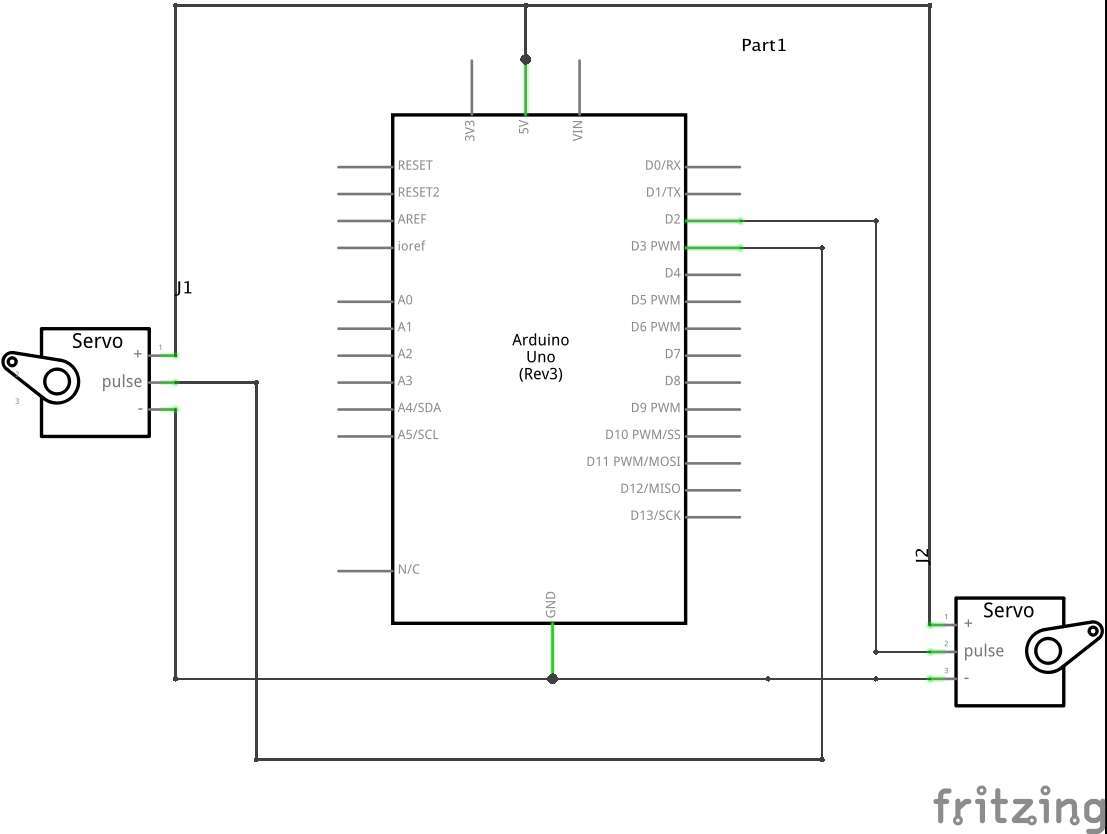 Part1
3V3
5V
VIN
RESET
RESET2
AREF
ioref
A0
A1
A2
A3
A4/SDA
A5/SCL
N/C
D0/RX
D1/TX
D2
D3 PWM
D4
D5 PWM
D6 PWM
D7
D8
D9 PWM
D10 PWM/SS
D11 PWM/MOSI
D12/MISO
D13/SCK
Arduino
Uno
(Rev3)
GND
J1
Servo
+
pulse
-
1
2
3
J2
Servo
1
+
2
pulse
3
-
fritzing